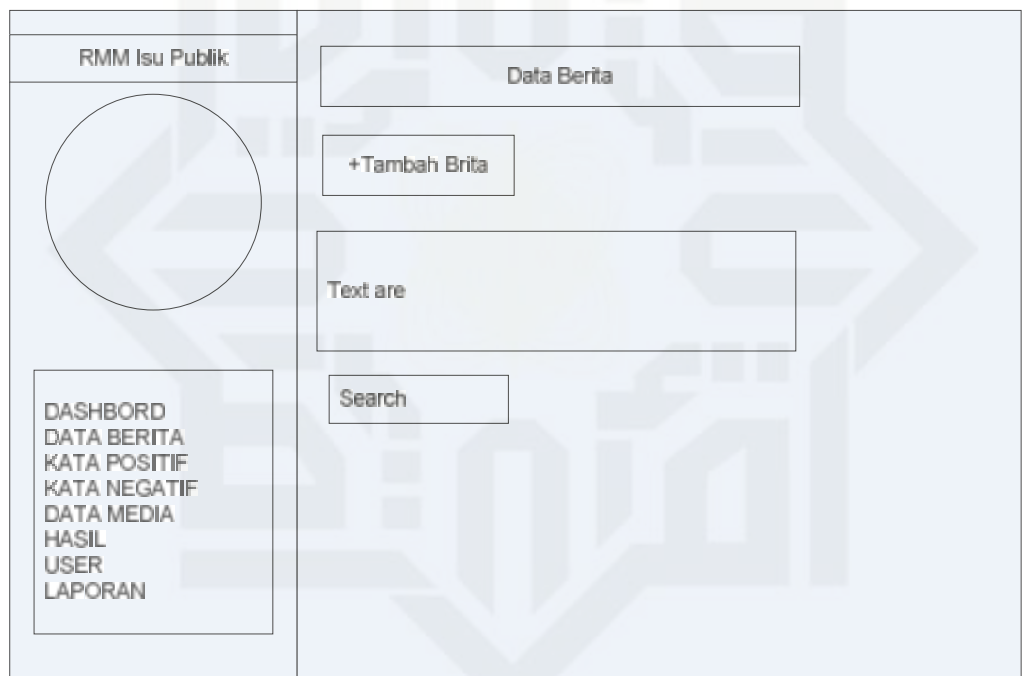 RMM Isu Publik
Data Berita
+Tambah Brita
Text are
Search
DASHBORD
DATA BERITA
KATA POSITIF
KATA NEGATIF
DATA MEDIA
HASIL
USER
LAPORAN